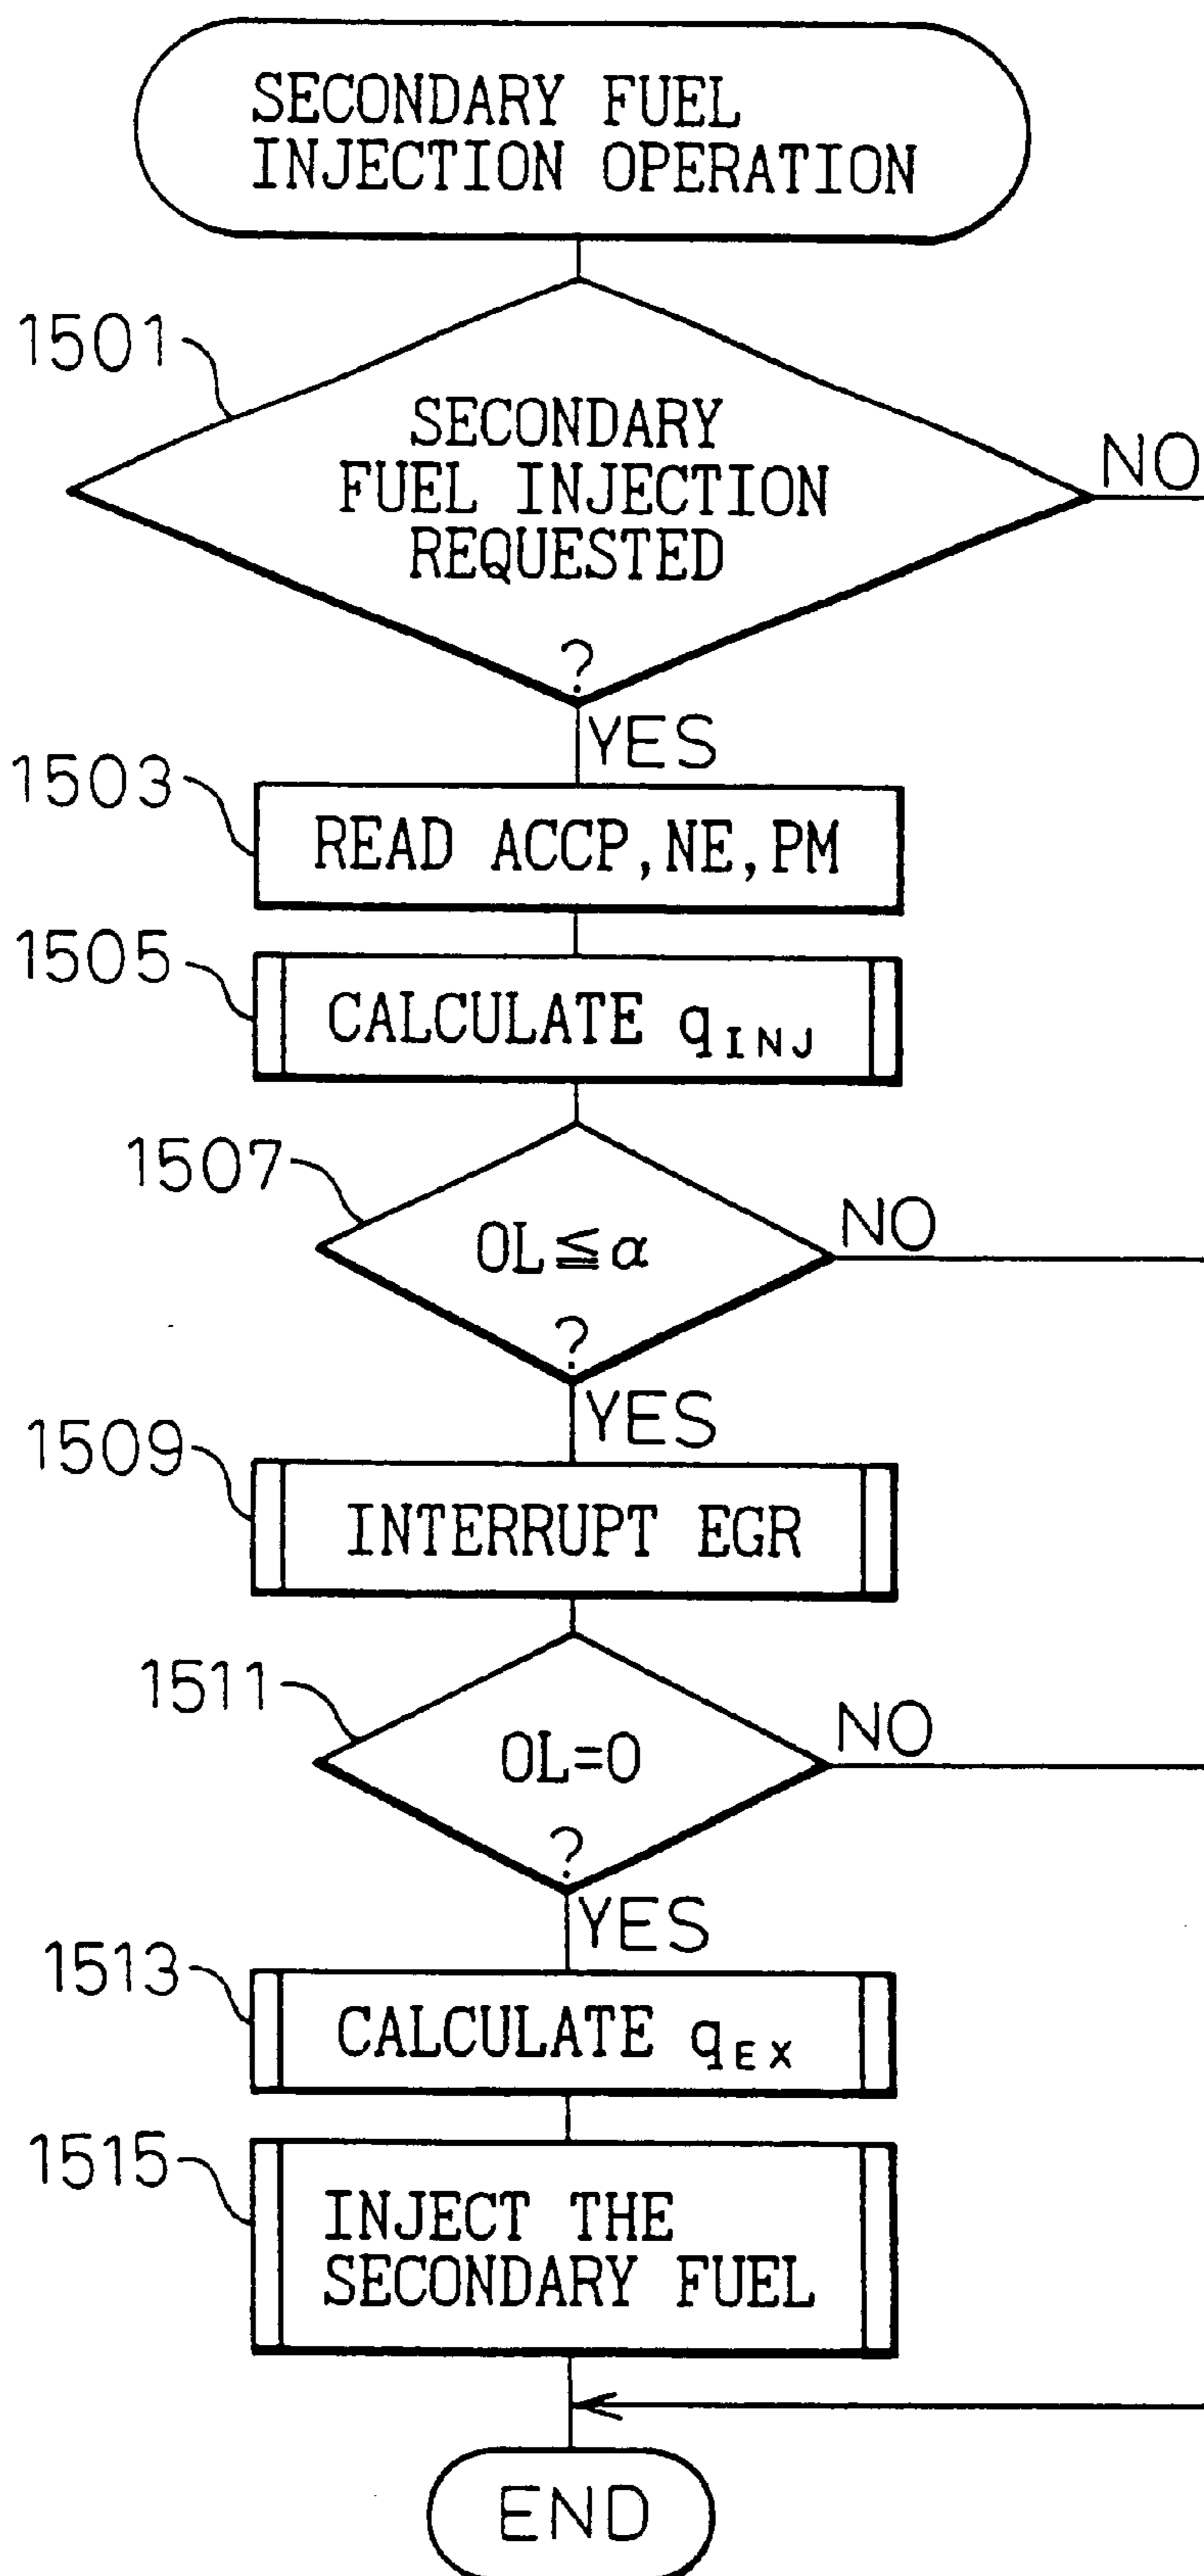 SECONDARY FUEL
INJECTION OPERATION
1501
SECONDARY
FUEL INJECTION
REQUESTED
?
NO
YES
1503
READ ACCP, NE, PM
1505
CALCULATE qINJ
1507
OL≦α
?
NO
YES
1509
INTERRUPT EGR
1511
OL=0
?
NO
YES
1513
CALCULATE qEX
1515
INJECT THE
SECONDARY FUEL
END